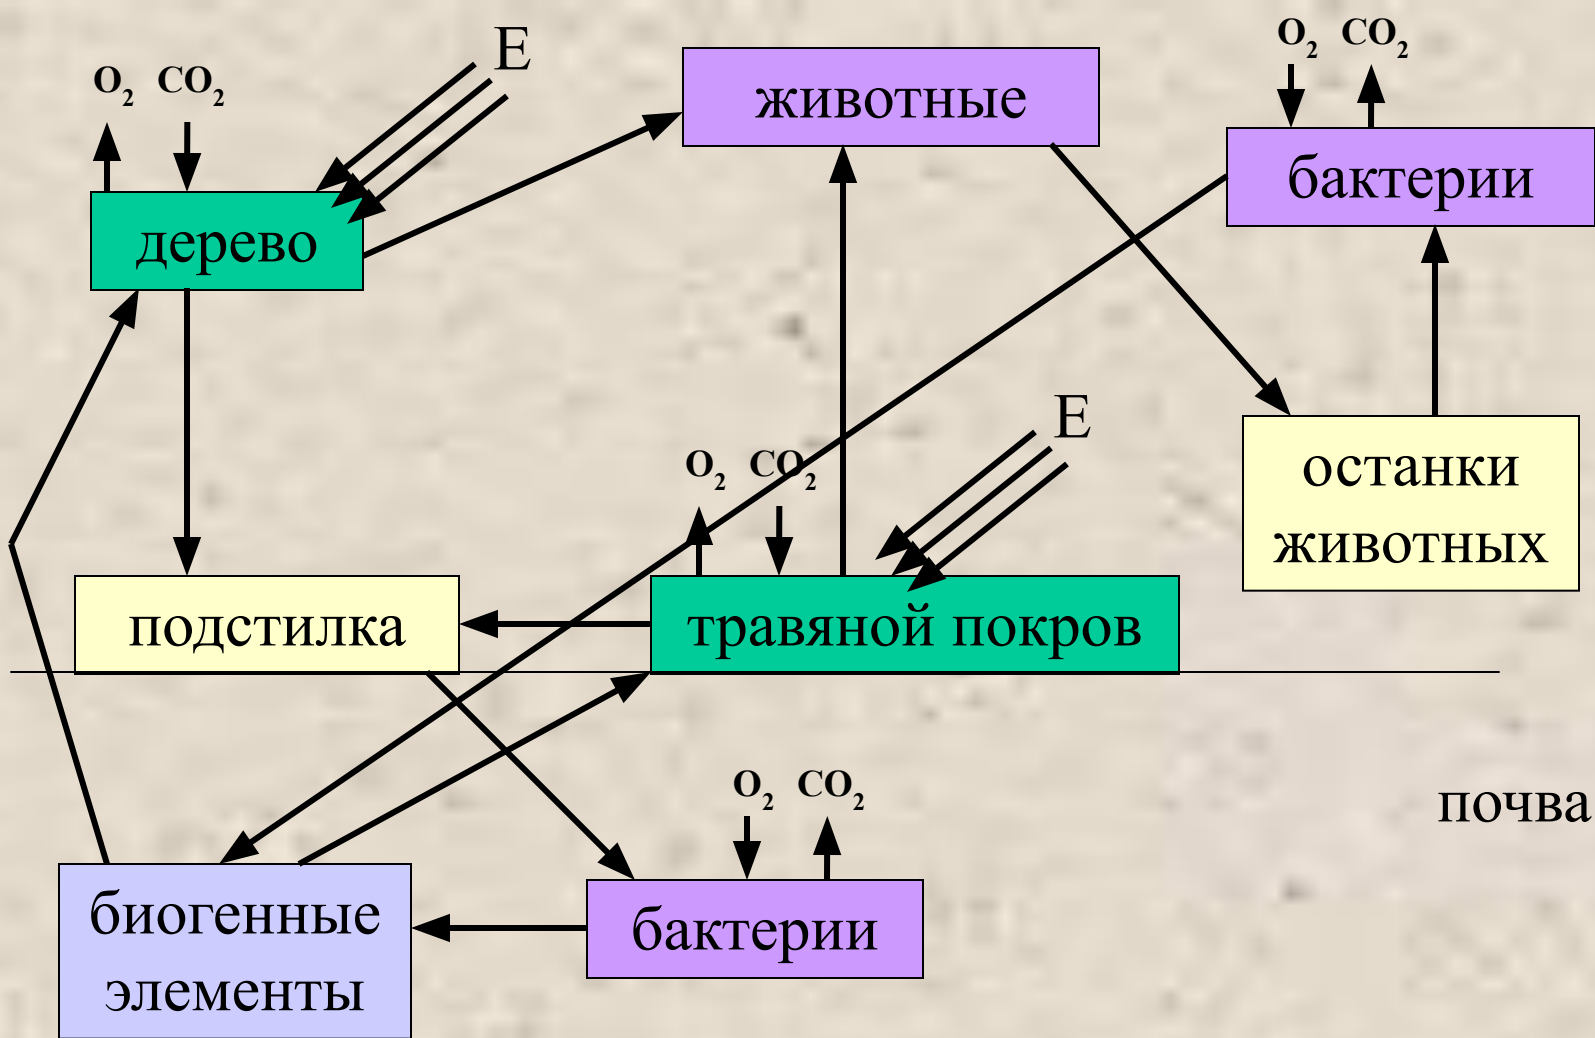 E
O₂ CO₂
животные
O₂ CO₂
бактерии
дерево
E
O₂ CO₂
останки
животных
подстилка
травяной покров
O₂ CO₂
почва
биогенные
элементы
бактерии